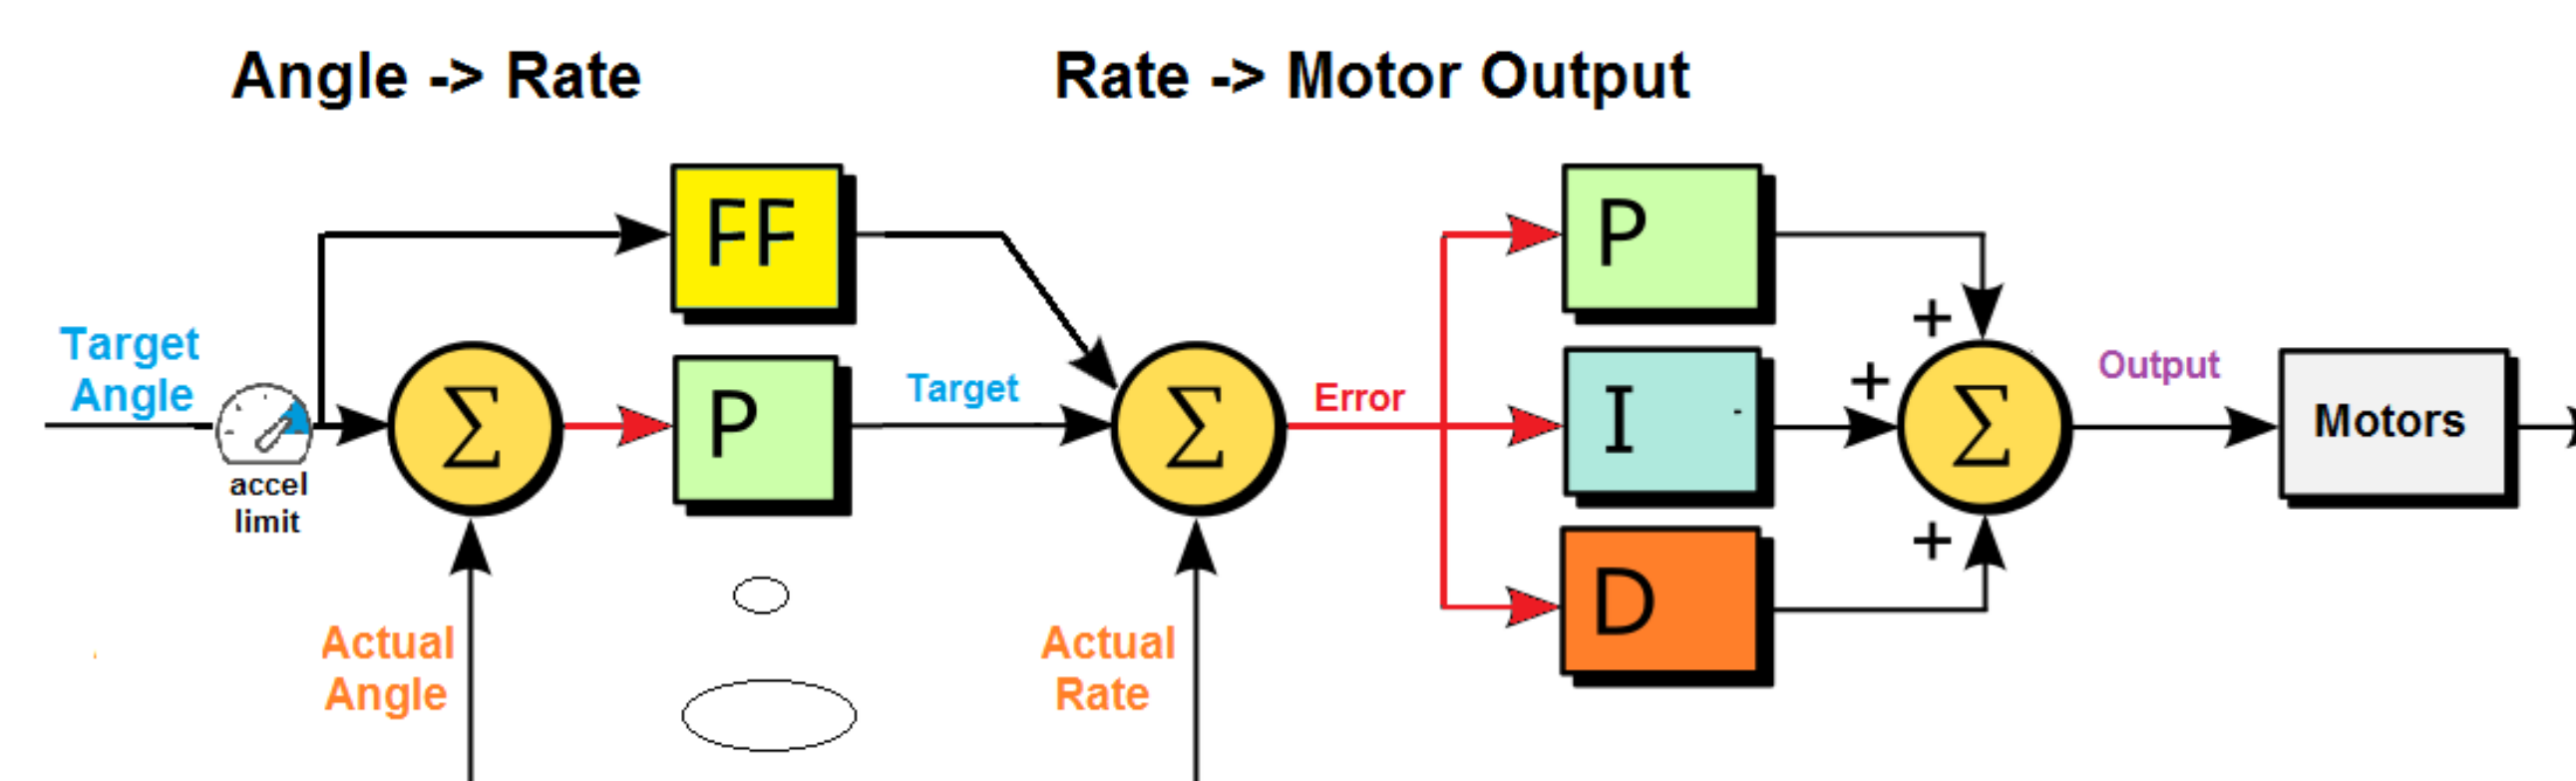 Angle -> Rate
Rate -> Motor Output
FF
P
Target
Angle
accel
limit
Σ
P
Target
Σ
Error
P
I
D
+
+
+
Σ
Output
Motors
Actual
Angle
Actual
Rate